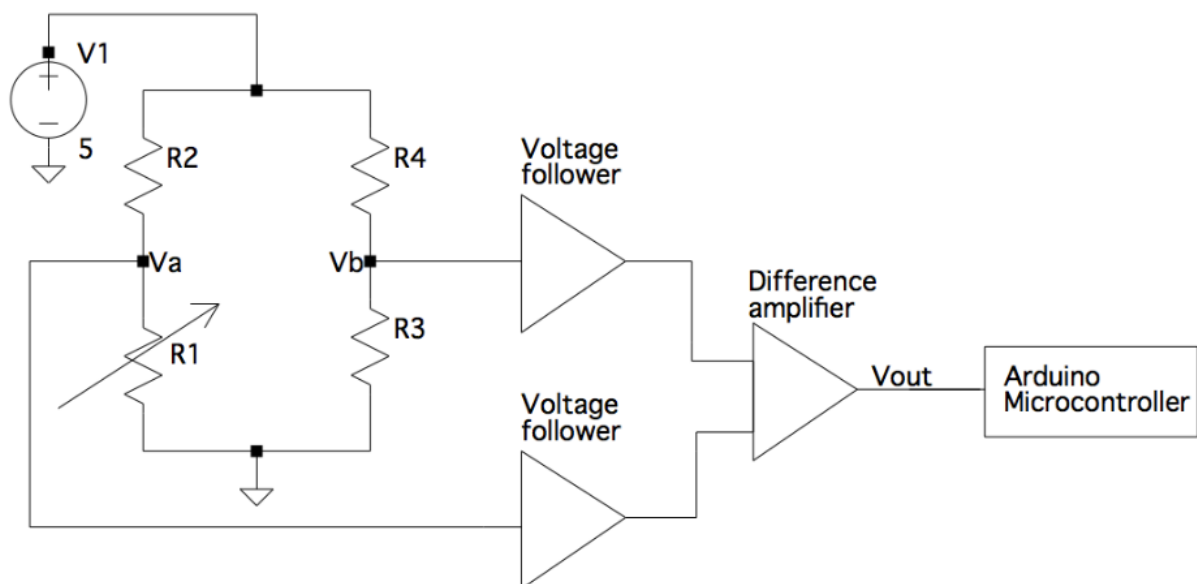 V1
5
R2
R4
Va
Vb
R1
R3
Voltage
follower
Voltage
follower
Difference
amplifier
Vout
Arduino
Microcontroller